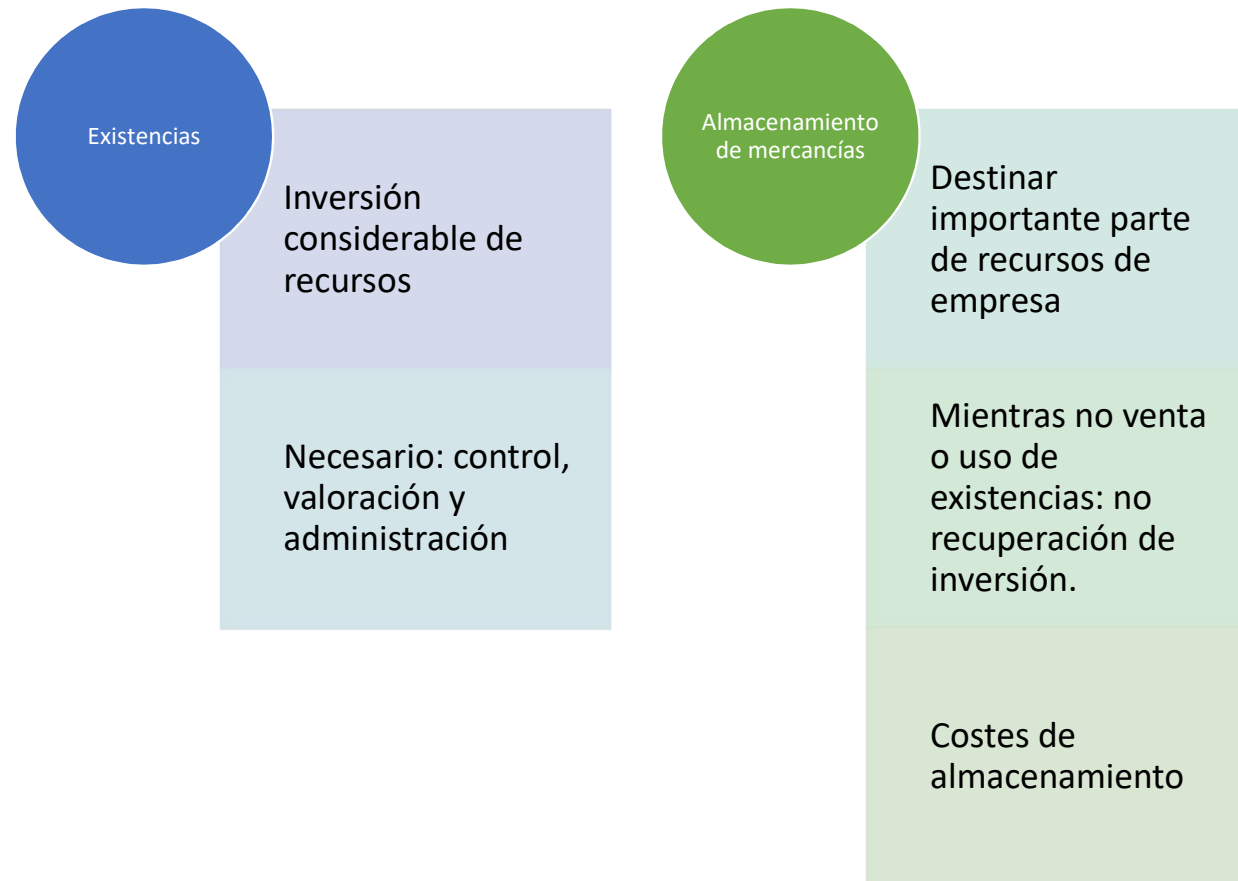 Existencias
Inversión
considerable de
recursos
Necesario: control,
valoración y
administración
Almacenamiento
de mercancías
Destinar
importante parte
de recursos de
empresa
Mientras no venta
o uso de
existencias: no
recuperación de
inversión.
Costes de
almacenamiento